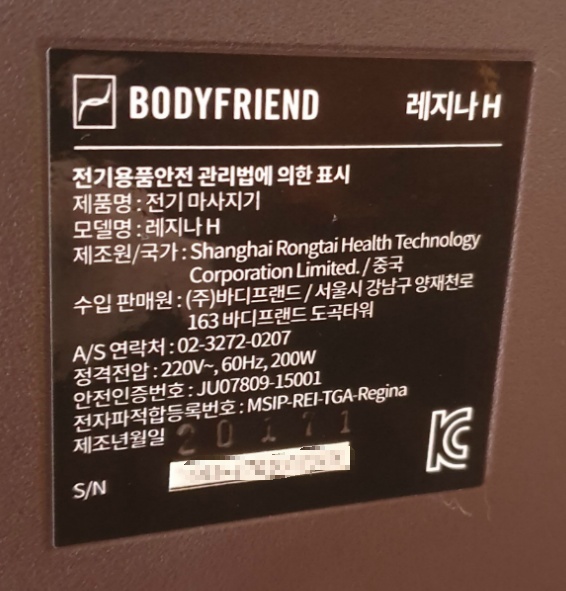 BODYFRIEND 레지나 H
전기용품안전 관리법에 의한 표시
제품명 : 전기 마사지기
모델명 : 레지나 H
제조원/국가 : Shanghai Rongtai Health Technology
Corporation Limited. / 중국
수입 판매원 : (주)바디프랜드 / 서울시 강남구 양재천로
163 바디프랜드 도곡타워
A/S 연락처 : 02-3272-0207
정격전압 : 220V~, 60Hz, 200W
안전인증번호 : JU07809-15001
전자파적합등록번호 : MSIP-REI-TGA-Regina
제조년월일 20171
S/N